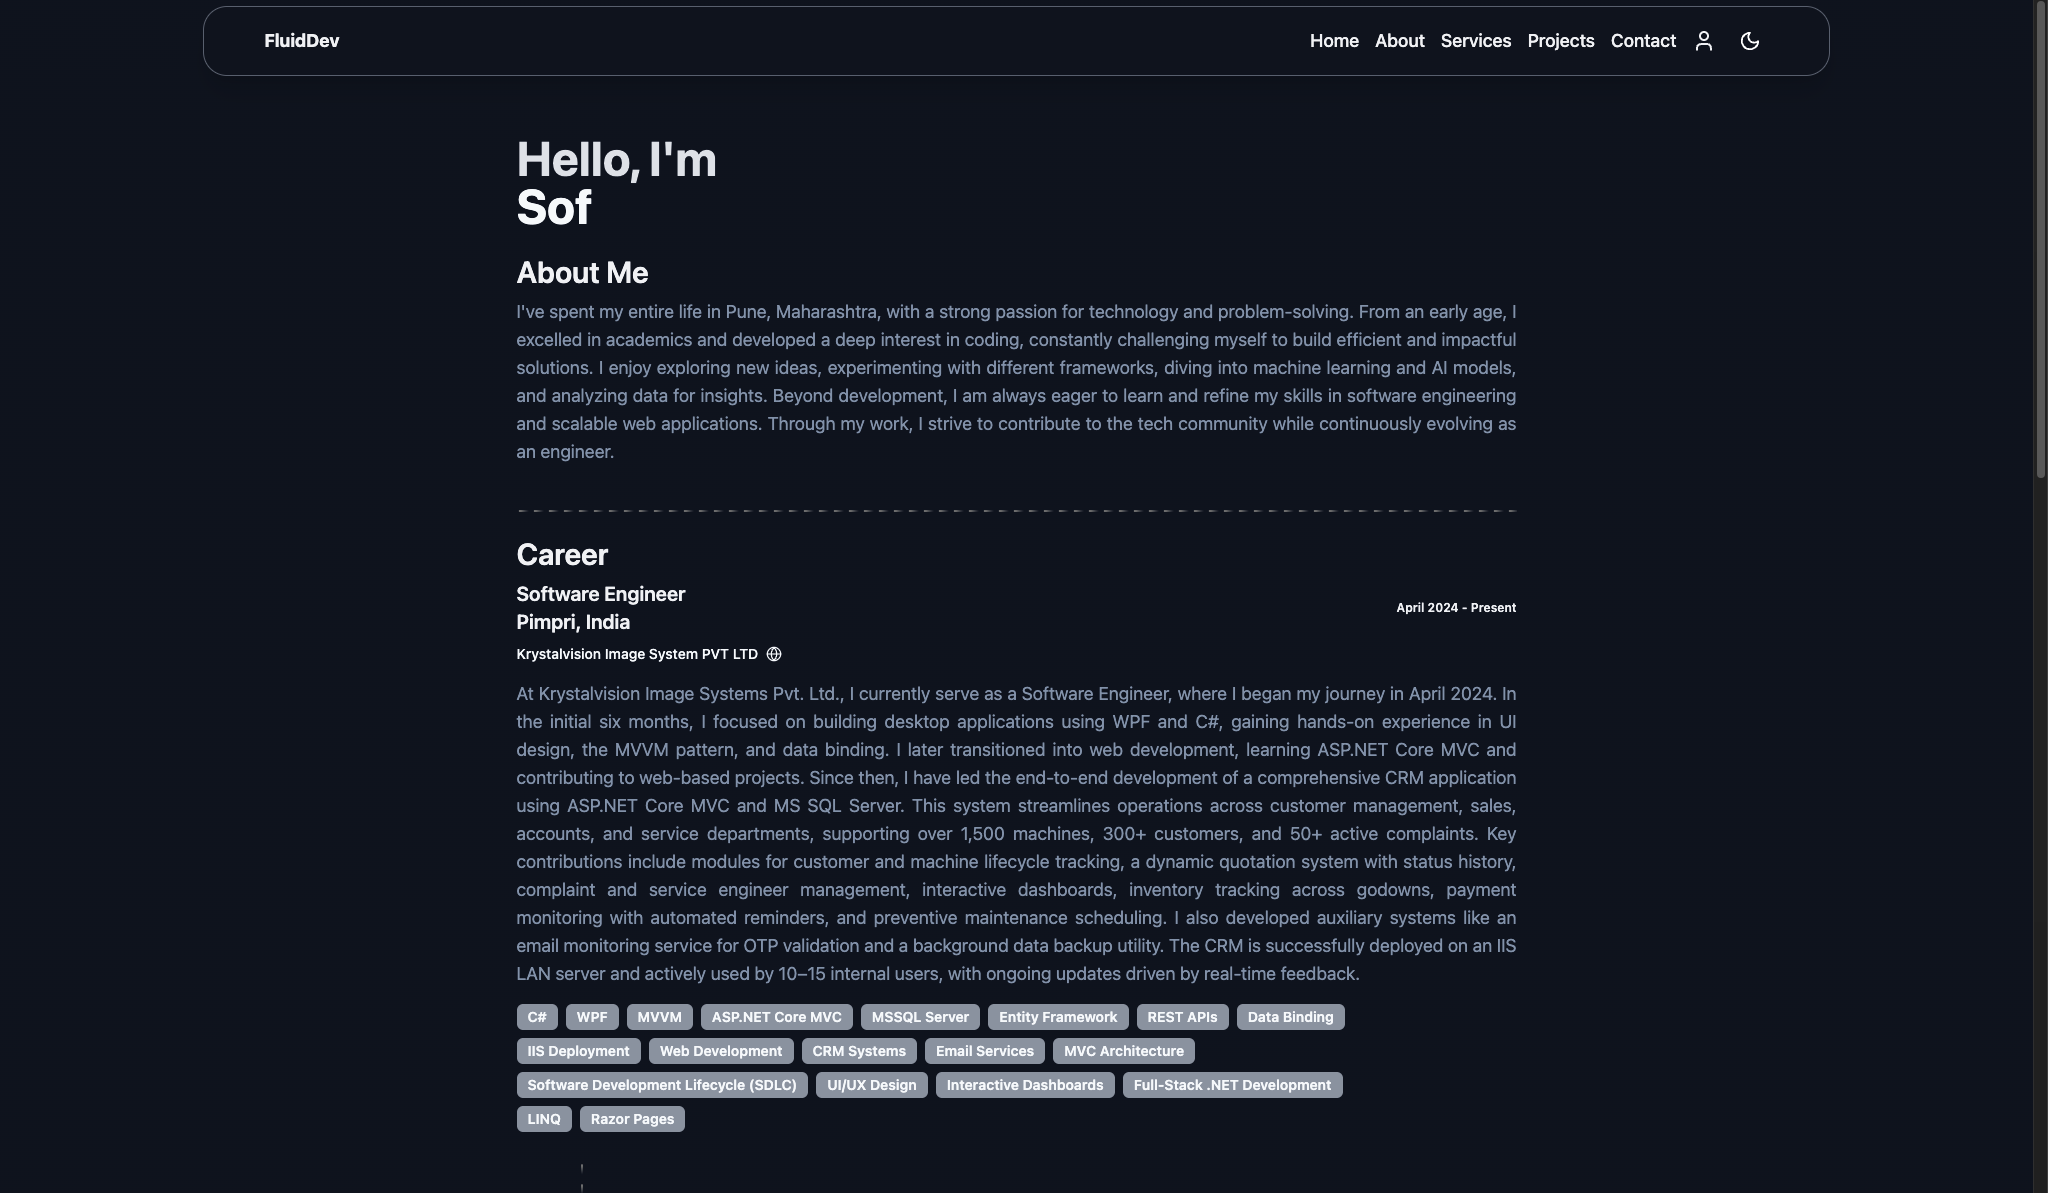 FluidDev
Home About Services Projects Contact
Hello, I'm
Sof
About Me
I've spent my entire life in Pune, Maharashtra, with a strong passion for technology and problem-solving. From an early age, I
excelled in academics and developed a deep interest in coding, constantly challenging myself to build efficient and impactful
solutions. I enjoy exploring new ideas, experimenting with different frameworks, diving into machine learning and AI models,
and analyzing data for insights. Beyond development, I am always eager to learn and refine my skills in software engineering
and scalable web applications. Through my work, I strive to contribute to the tech community while continuously evolving as
an engineer.
Career
Software Engineer
Pimpri, India
April 2024 - Present
Krystalvision Image System PVT LTD
At Krystalvision Image Systems Pvt. Ltd., I currently serve as a Software Engineer, where I began my journey in April 2024. In
the initial six months, I focused on building desktop applications using WPF and C#, gaining hands-on experience in UI
design, the MVVM pattern, and data binding. I later transitioned into web development, learning ASP.NET Core MVC and
contributing to web-based projects. Since then, I have led the end-to-end development of a comprehensive CRM application
using ASP.NET Core MVC and MS SQL Server. This system streamlines operations across customer management, sales,
accounts, and service departments, supporting over 1,500 machines, 300+ customers, and 50+ active complaints. Key
contributions include modules for customer and machine lifecycle tracking, a dynamic quotation system with status history,
complaint and service engineer management, interactive dashboards, inventory tracking across godowns, payment
monitoring with automated reminders, and preventive maintenance scheduling. I also developed auxiliary systems like an
email monitoring service for OTP validation and a background data backup utility. The CRM is successfully deployed on an IIS
LAN server and actively used by 10–15 internal users, with ongoing updates driven by real-time feedback.
C# WPF MVVM ASP.NET Core MVC MSSQL Server Entity Framework REST APIs Data Binding
IIS Deployment Web Development CRM Systems Email Services MVC Architecture
Software Development Lifecycle (SDLC) UI/UX Design Interactive Dashboards Full-Stack .NET Development
LINQ Razor Pages